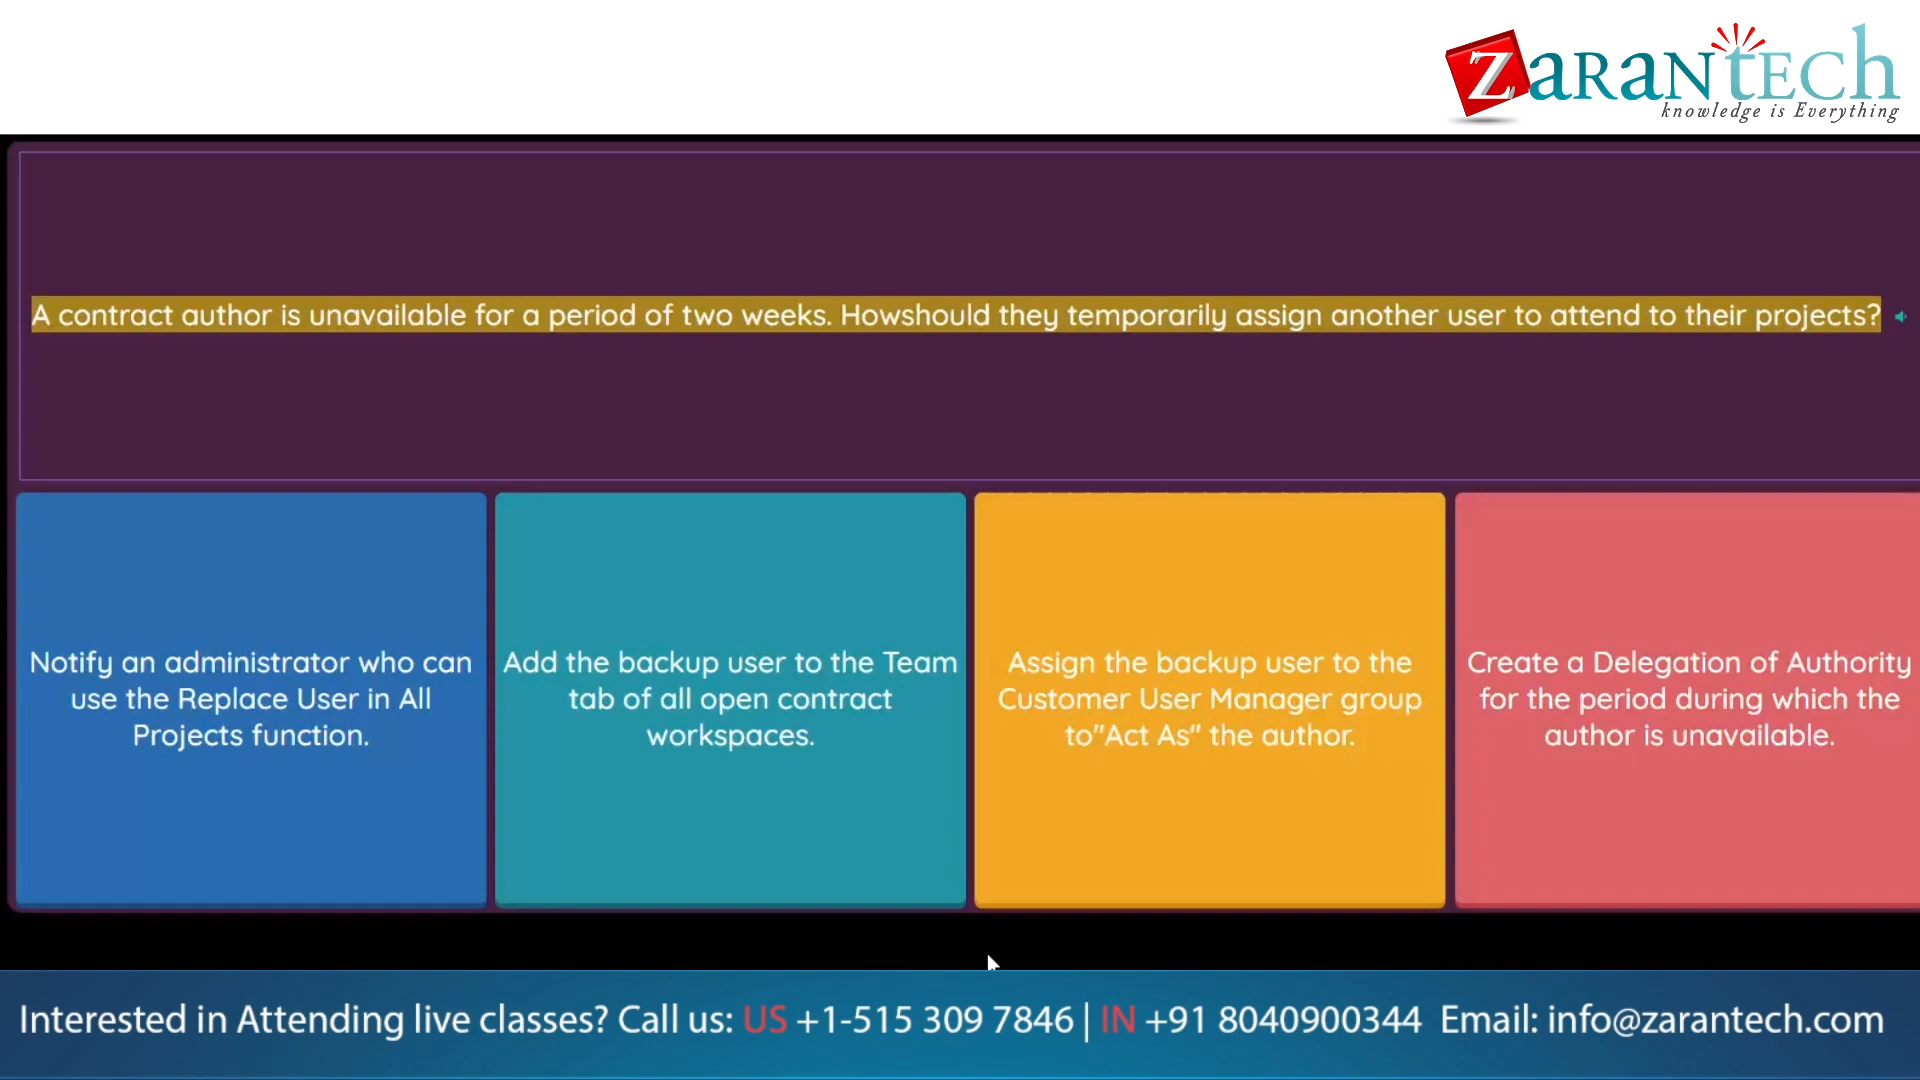 ZaranTech
knowledge is Everything
A contract author is unavailable for a period of two weeks. Howshould they temporarily assign another user to attend to their projects?
Notify an administrator who can
use the Replace User in All
Projects function.
Add the backup user to the Team
tab of all open contract
workspaces.
Assign the backup user to the
Customer User Manager group
to"Act As" the author.
Create a Delegation of Authority
for the period during which the
author is unavailable.
Interested in Attending live classes? Call us: US +1-515 309 7846 | IN +91 8040900344 Email: info@zarantech.com